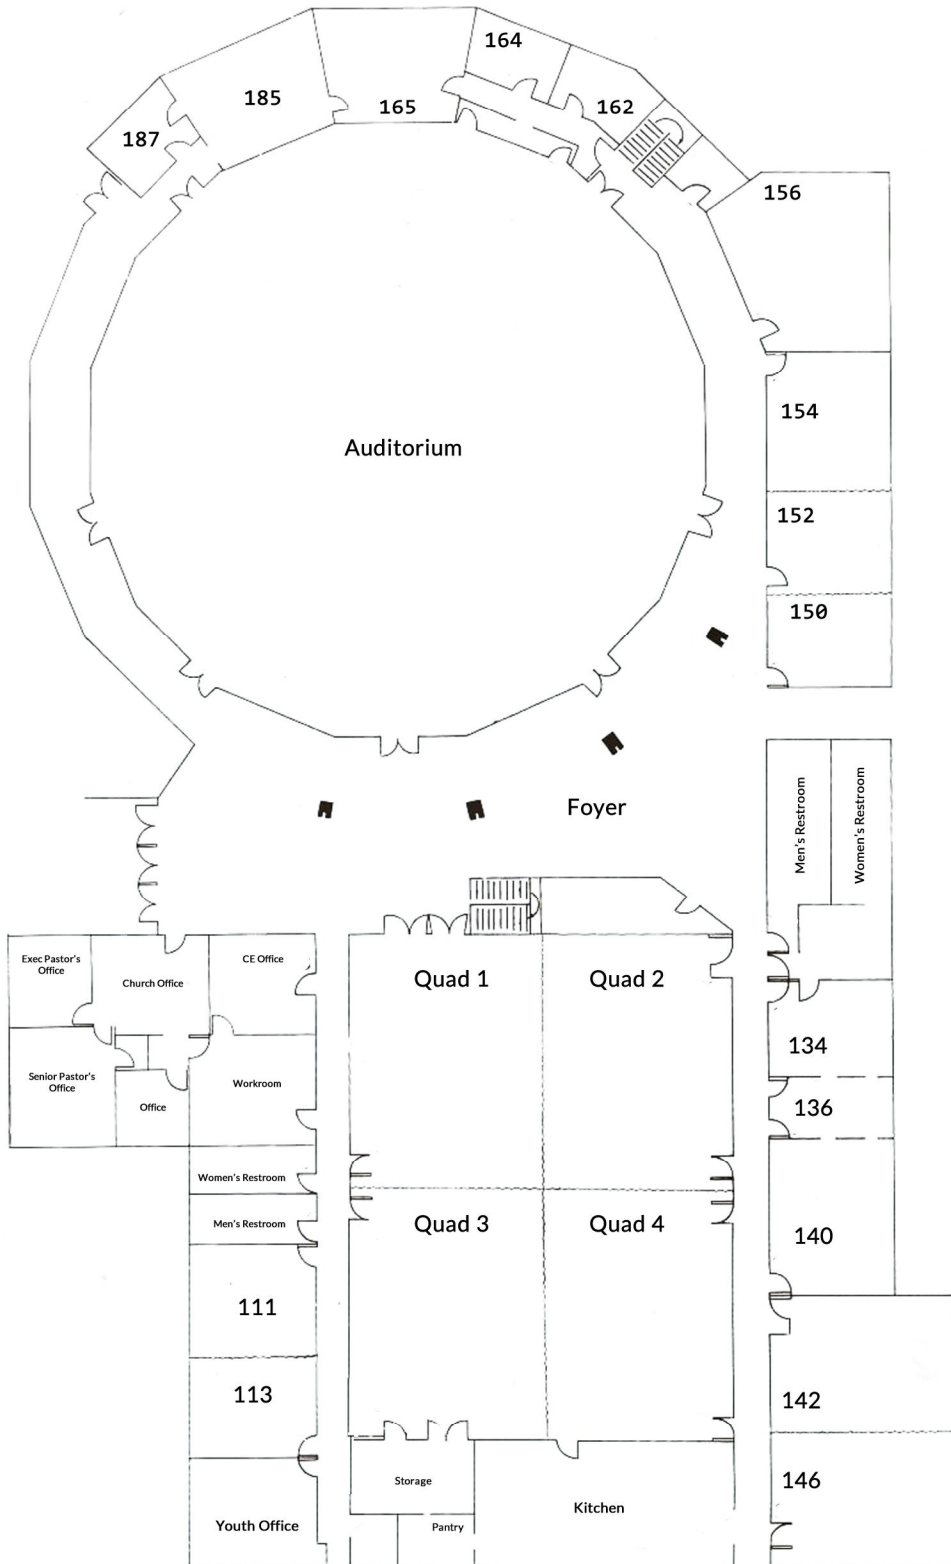 164
185
165
162
187
156
154
Auditorium
152
150
Foyer
Men's Restroom
Women's Restroom
Exec Pastor's
Office
Church Office
CE Office
Quad 1
Quad 2
134
Senior Pastor's
Office
Office
Workroom
136
Women's Restroom
Men's Restroom
Quad 3
Quad 4
140
111
113
142
Storage
146
Kitchen
Youth Office
Pantry